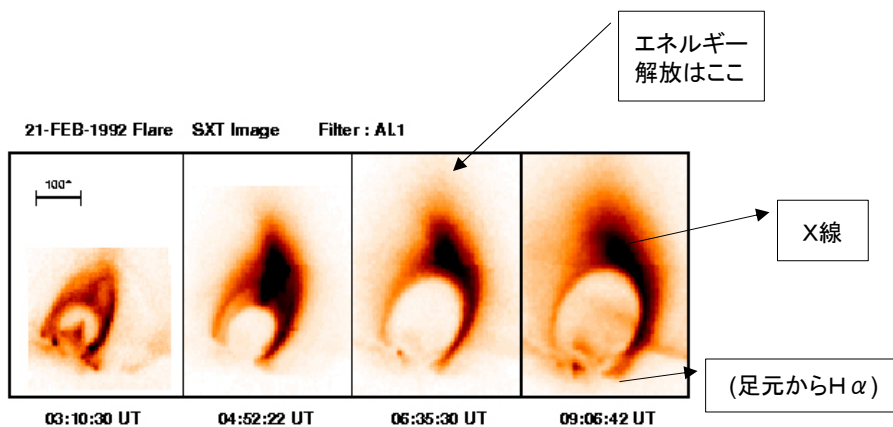 エネルギー
解放はここ
21-FEB-1992 Flare SXT Image Filter : AL1
100"
X線
(足元からHα)
03:10:30 UT 04:52:22 UT 06:35:30 UT 09:06:42 UT